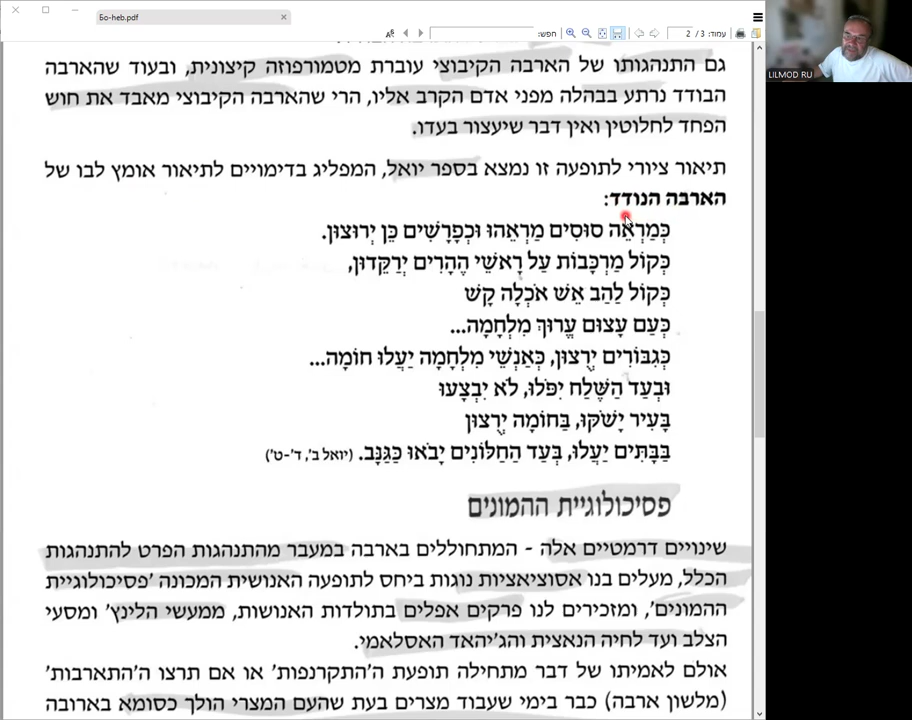 Бо-heb.pdf
עמוד: 2 / 3
חפש:
LILMOD RU
גם התנהגותו של הארבה הקיבוצי עוברת מטמורפוזה קיצונית, ובעוד שהארבה
הבודד נרתע בבהלה מפני אדם הקרב אליו, הרי שהארבה הקיבוצי מאבד את חוש
הפחד לחלוטין ואין דבר שיעצור בעדו.
תיאור ציורי לתופעה זו נמצא בספר יואל, המפליג בדימויים לתיאור אומץ לבו של
הארבה הנודד:
כְּמַרְאֵה סוּסִים מַרְאֵהוּ וּכְפָרָשִׁים כֵּן יְרוּצוּן.
כְּקוֹל מַרְכָּבוֹת עַל רָאשֵׁי הֶהָרִים יְרַקֵּדוּן,
כְּקוֹל לַהַב אֵשׁ אֹכְלָה קָשׁ
כְּעַם עָצוּם עֱרוּךְ מִלְחָמָה...
כְּגִבּוֹרִים יְרֻצוּן, כְּאַנְשֵׁי מִלְחָמָה יַעֲלוּ חוֹמָה...
וּבְעַד הַשֶּׁלַח יִפֹּלוּ, לֹא יִבְצָעוּ
בָּעִיר יָשֹׁקּוּ, בַּחוֹמָה יְרֻצוּן
בַּבָּתִּים יַעֲלוּ, בְּעַד הַחַלּוֹנִים יָבֹאוּ כַּגַּנָּב. (יואל ב', ד'-ט')
פסיכולוגיית ההמונים
שינויים דרמטיים אלה - המתחוללים בארבה במעבר מהתנהגות הפרט להתנהגות
הכלל, מעלים בנו אסוציאציות נוגות ביחס לתופעה האנושית המכונה 'פסיכולוגיית
ההמונים', ומזכירים לנו פרקים אפלים בתולדות האנושות, ממעשי הלינץ' ומסעי
הצלב ועד לחיה הנאצית והג'יהאד האסלאמי.
אולם לאמיתו של דבר מתחילה תופעת ה'התקרנפות' או אם תרצו ה'התארבות'
(מלשון ארבה) כבר בימי שעבוד מצרים בעת שהעם המצרי הולך כסומא בארובה